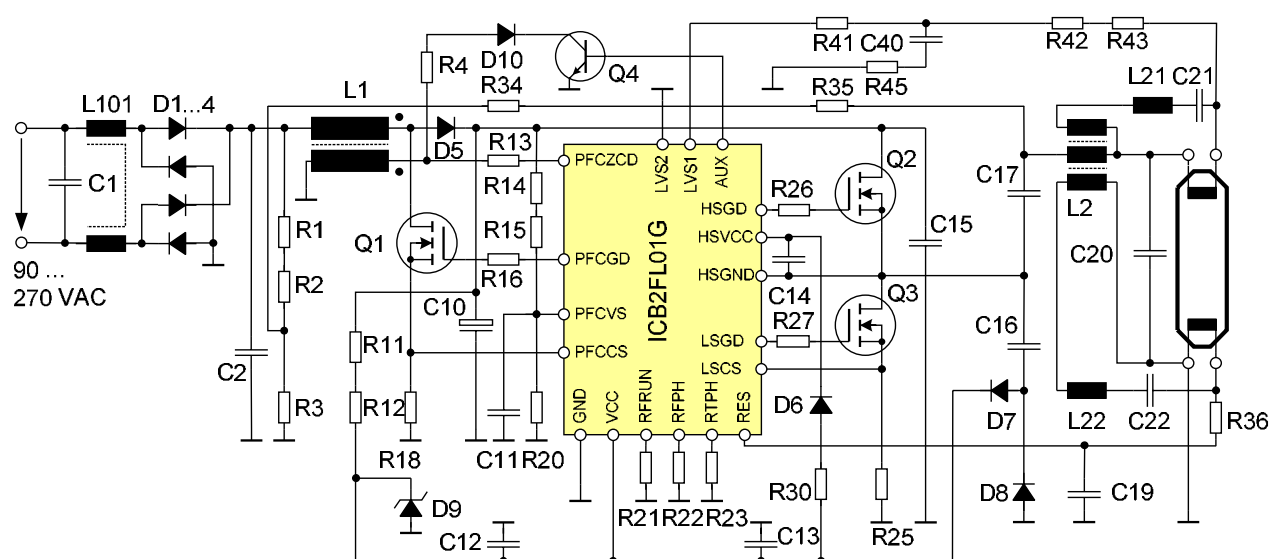 R41
C40
R42
R43
D10
Q4
R4
R45
L21
C21
R34
R35
L101
D1...4
L1
D5
R13
PFCZCD
LVS2
LVS1
AUX
Q2
C1
R14
HSGD
R26
C17
L2
R1
Q1
R15
HSVCC
C15
R16
PFCGD
ICB2FL01G
C20
90 ...
270 VAC
R2
HSGND
C14
Q3
C10
PFCVS
R27
C16
R11
LSGD
C2
PFCCS
LSCS
R3
R12
GND
VCC
RFRUN
RFPH
RTPH
RES
D6
D7
L22
C22
R36
R18
C11
R20
D9
R21
R22
R23
R30
R25
D8
C19
C12
C13